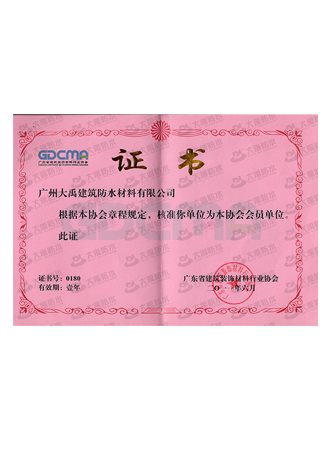 GDCMA
证书
广州大禹建筑防水材料有限公司
根据本协会章程规定，核准你单位为本协会会员单位。
此证
证书号：0180
有效期：壹年
广东省建筑装饰材料行业协会